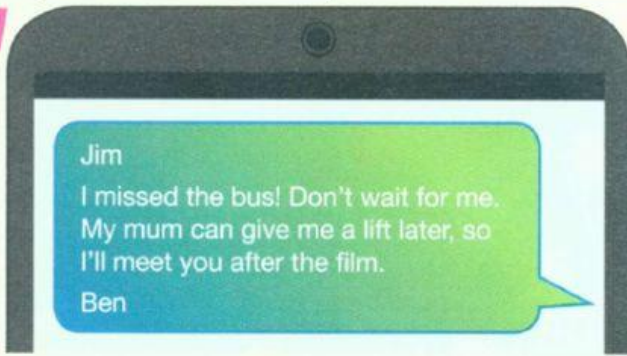 Jim
I missed the bus! Don't wait for me.
My mum can give me a lift later, so
I'll meet you after the film.
Ben